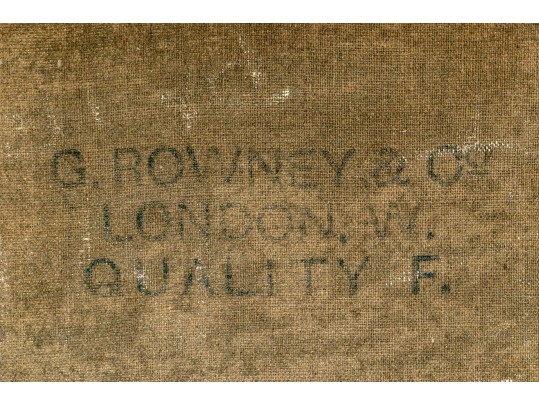 G. ROWNEY & Co
LONDON. W.
QUALITY F.